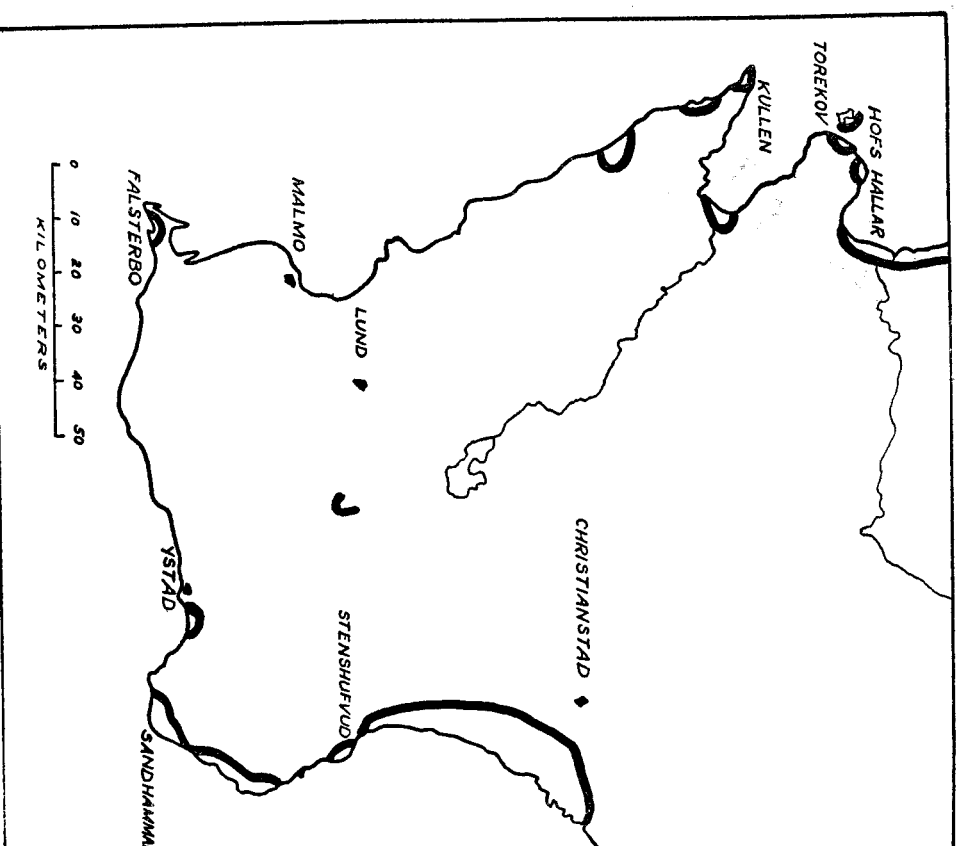 HOFS HALLAR
TOREKOV
KULLEN
CHRISTIANSTAD
LUND
STENSHUFVUD
MALMO
YSTAD
FALSTERBO
SANDHAMMA
0 10 20 30 40 50
KILOMETERS